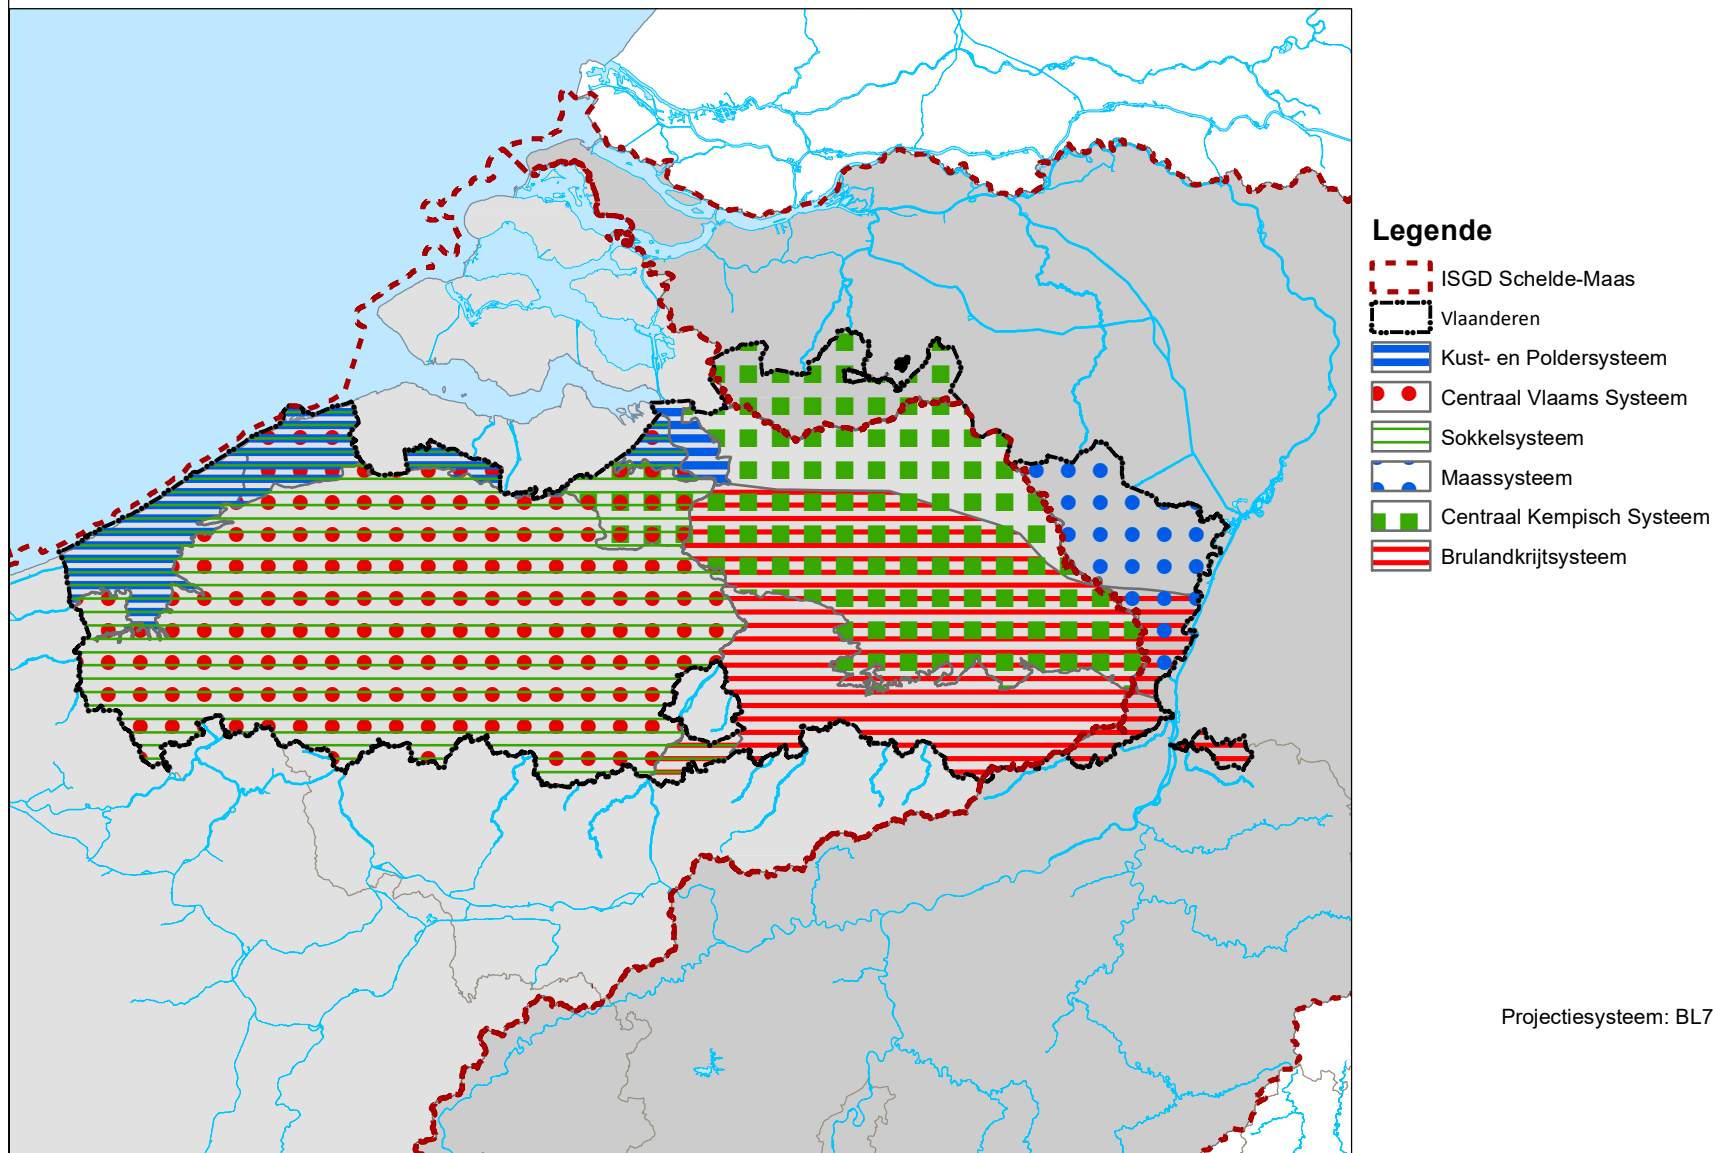 Legende
ISGD Schelde-Maas
Vlaanderen
Kust- en Poldersysteem
Centraal Vlaams Systeem
Sokkelsysteem
Maassysteem
Centraal Kempisch Systeem
Brulandkrijtsysteem
Projectiesysteem: BL7